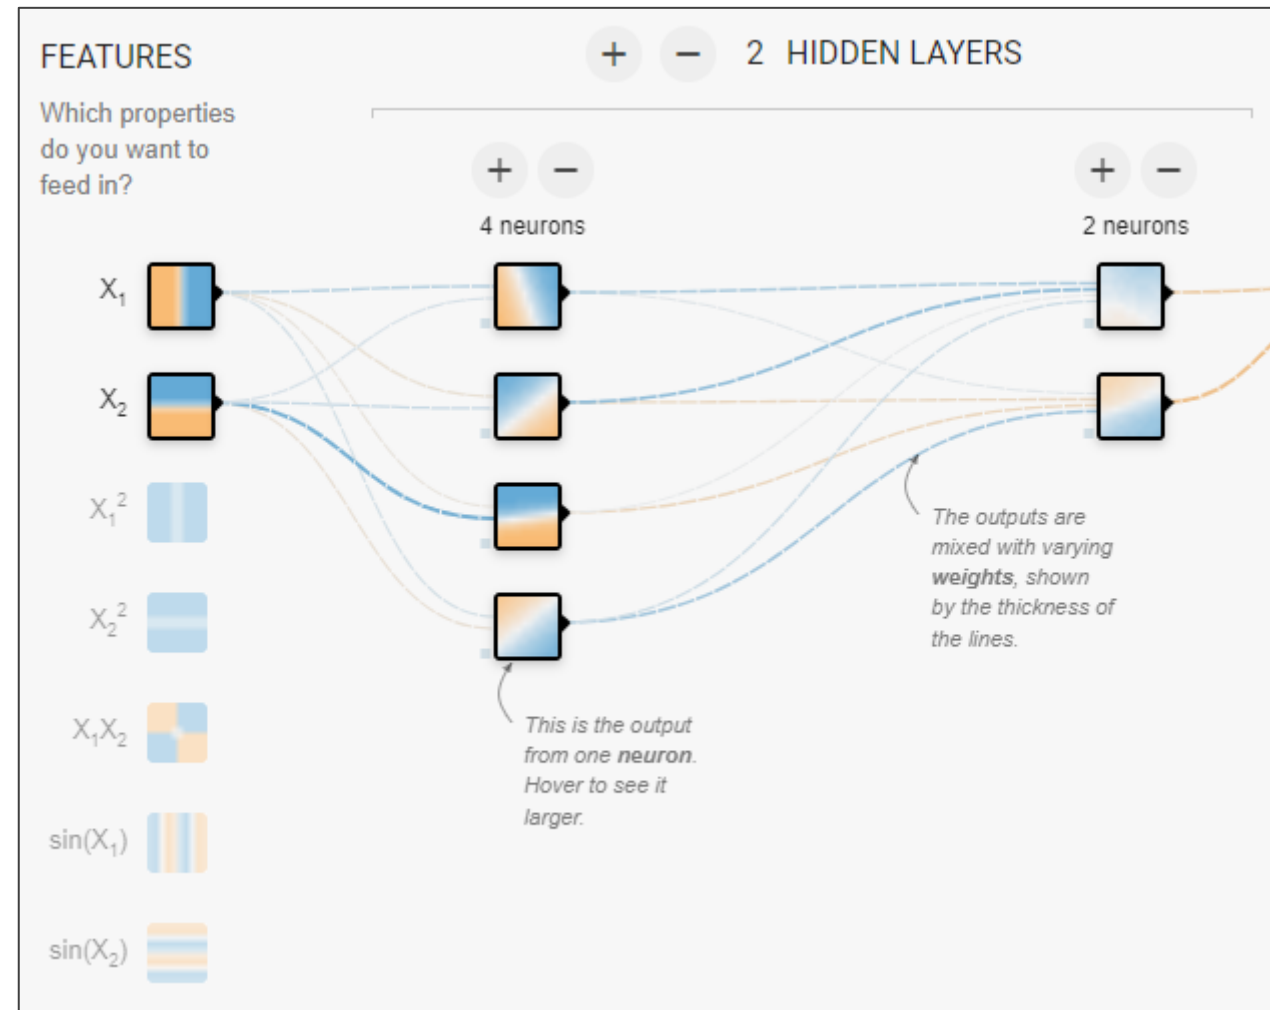 FEATURES
Which properties
do you want to
feed in?
+ − 2 HIDDEN LAYERS
+ −
4 neurons
+ −
2 neurons
X₁
X₂
X₁²
X₂²
X₁X₂
sin(X₁)
sin(X₂)
The outputs are
mixed with varying
weights, shown
by the thickness of
the lines.
This is the output
from one neuron.
Hover to see it
larger.